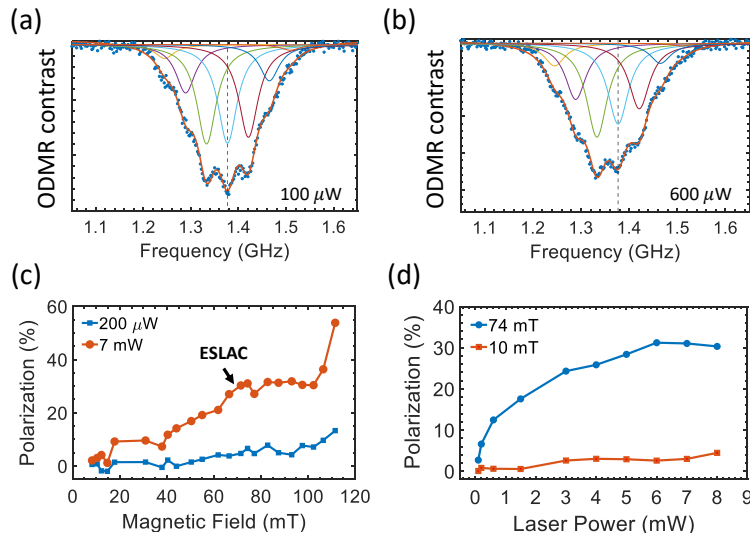 (a)
ODMR contrast
100 μW
1.1 1.2 1.3 1.4 1.5 1.6
Frequency (GHz)
(b)
ODMR contrast
600 μW
1.1 1.2 1.3 1.4 1.5 1.6
Frequency (GHz)
(c)
Polarization (%)
60
40
20
0
200 μW
7 mW
ESLAC
0 20 40 60 80 100 120
Magnetic Field (mT)
(d)
Polarization (%)
40
30
20
10
0
74 mT
10 mT
0 1 2 3 4 5 6 7 8 9
Laser Power (mW)